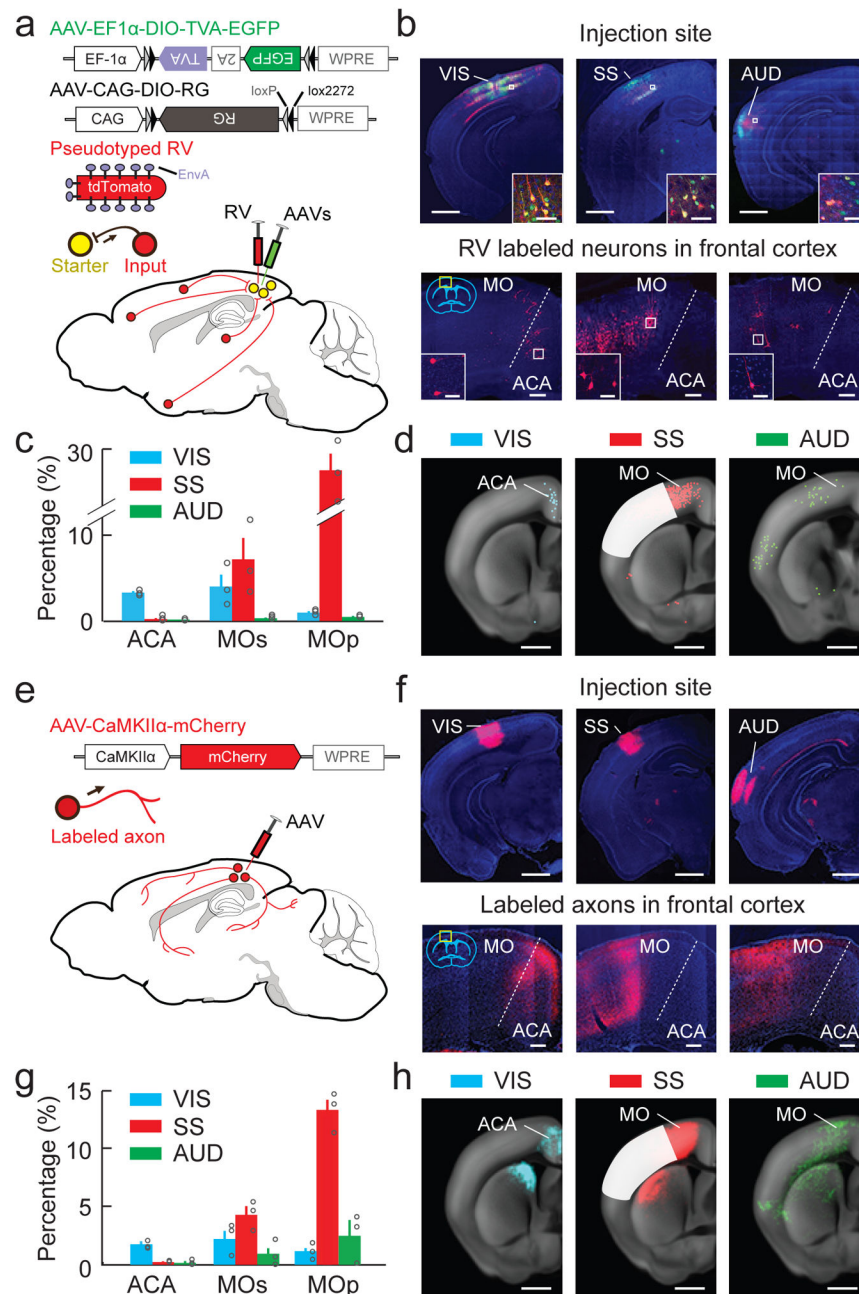 a
AAV-EF1α-DIO-TVA-EGFP
EF-1α
TVA
2A
EGFP
WPRE
AAV-CAG-DIO-RG
loxP
lox2272
CAG
RG
WPRE
Pseudotyped RV
EnvA
tdTomato
RV
AAVs
Starter
Input
b
Injection site
VIS
SS
AUD
RV labeled neurons in frontal cortex
MO
MO
MO
ACA
ACA
ACA
c
30
VIS
SS
AUD
Percentage (%)
10
0
ACA
MOs
MOp
d
VIS
SS
AUD
ACA
MO
MO
e
AAV-CaMKIIα-mCherry
CaMKIIα
mCherry
WPRE
AAV
Labeled axon
f
Injection site
VIS
SS
AUD
Labeled axons in frontal cortex
MO
MO
MO
ACA
ACA
ACA
g
15
VIS
SS
AUD
10
Percentage (%)
5
0
ACA
MOs
MOp
h
VIS
SS
AUD
ACA
MO
MO